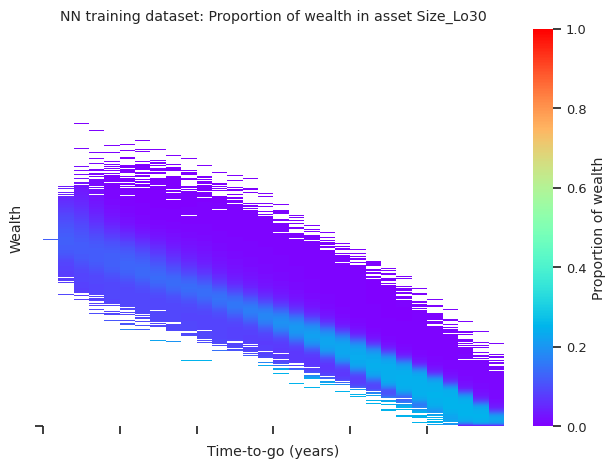 NN training dataset: Proportion of wealth in asset Size_Lo30
1.0
0.8
0.6
0.4
0.2
0.0
Proportion of wealth
Wealth
Time-to-go (years)